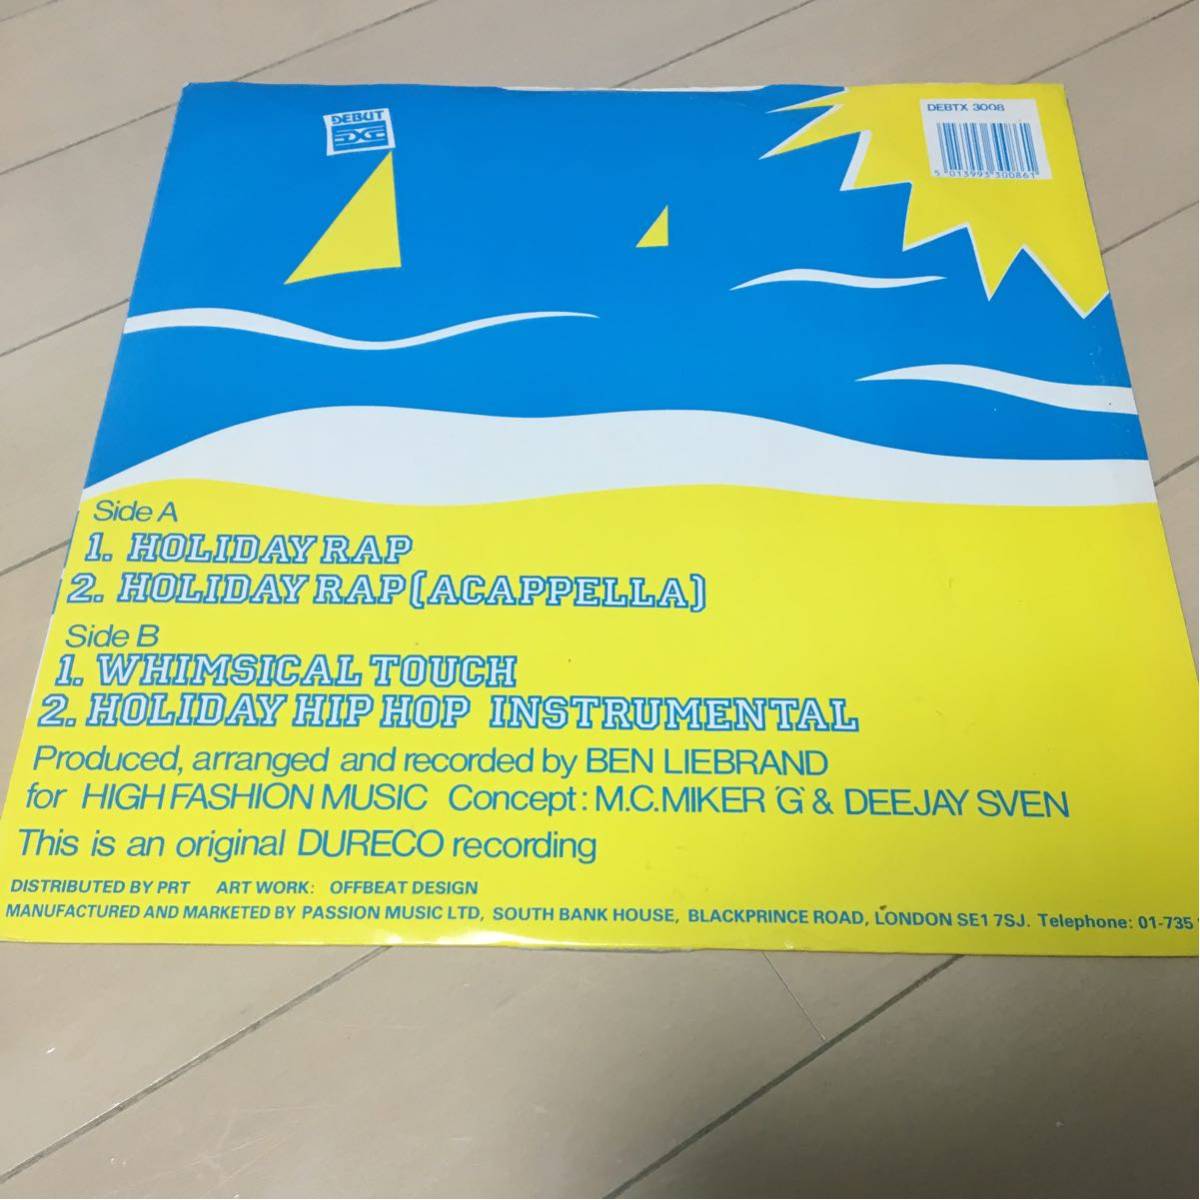 DEBUT
DEBTX 3008
5 013993 300861
Side A
1. HOLIDAY RAP
2. HOLIDAY RAP (ACAPPELLA)
Side B
1. WHIMSICAL TOUCH
2. HOLIDAY HIP HOP INSTRUMENTAL
Produced, arranged and recorded by BEN LIEBRAND
for HIGH FASHION MUSIC Concept: M.C.MIKER 'G' & DEEJAY SVEN
This is an original DURECO recording
DISTRIBUTED BY PRT ART WORK: OFFBEAT DESIGN
MANUFACTURED AND MARKETED BY PASSION MUSIC LTD, SOUTH BANK HOUSE, BLACKPRINCE ROAD, LONDON SE1 7SJ. Telephone: 01-735